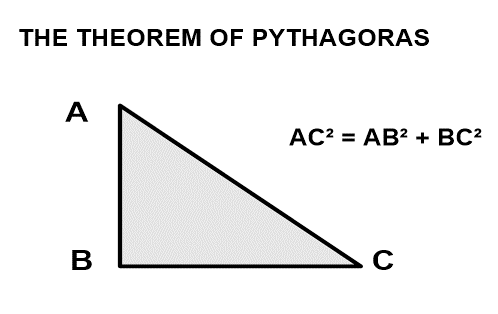 THE THEOREM OF PYTHAGORAS
A
AC² = AB² + BC²
B
C